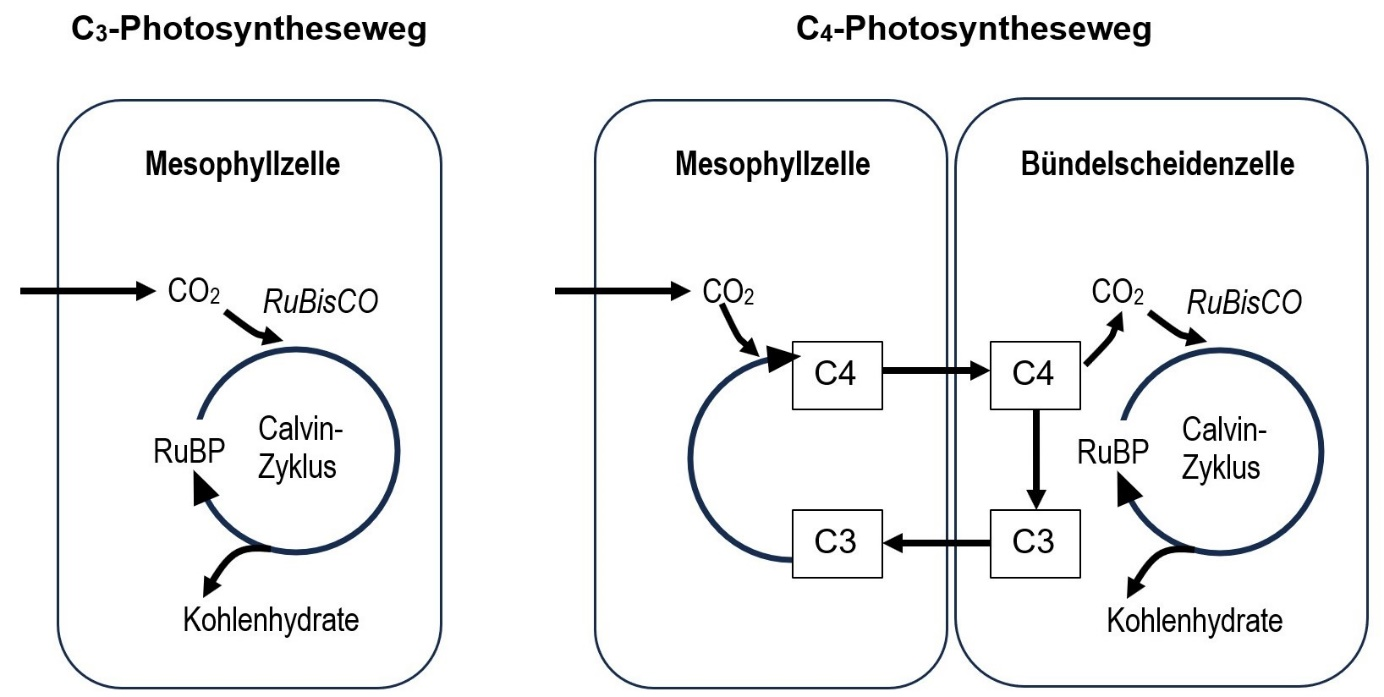 C₃-Photosyntheseweg
Mesophyllzelle
CO₂
RuBisCO
RuBP
Calvin-
Zyklus
Kohlenhydrate
C₄-Photosyntheseweg
Mesophyllzelle
CO₂
C4
C3
Bündelscheidenzelle
C4
C3
CO₂
RuBisCO
RuBP
Calvin-
Zyklus
Kohlenhydrate